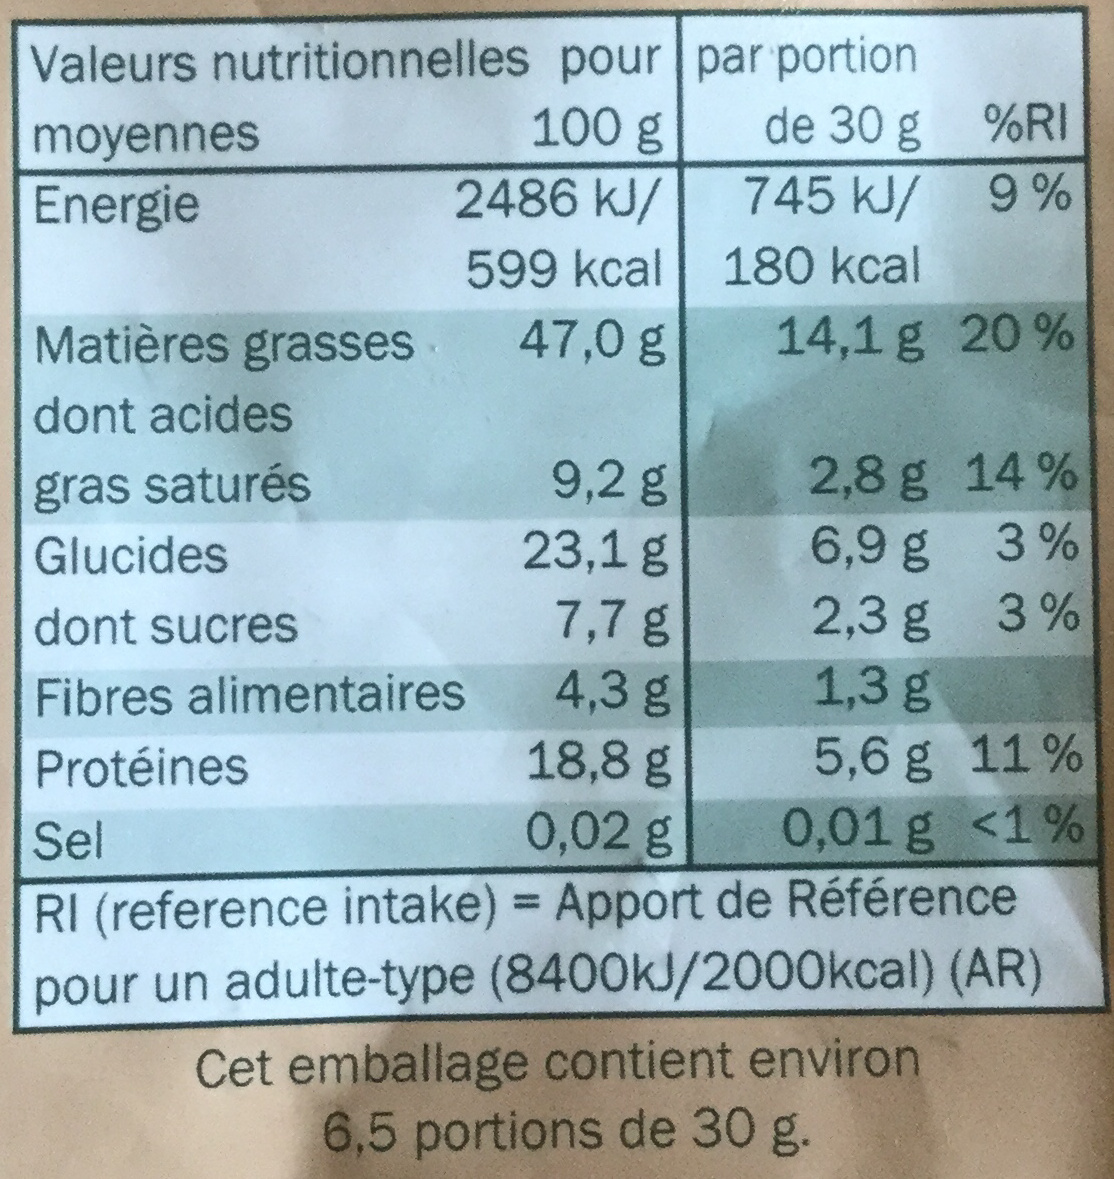 Valeurs nutritionnelles pour par portion
moyennes 100 g de 30 g %RI
Energie 2486 kJ/ 745 kJ/ 9 %
599 kcal 180 kcal
Matières grasses 47,0 g 14,1 g 20 %
dont acides
gras saturés 9,2 g 2,8 g 14 %
Glucides 23,1 g 6,9 g 3 %
dont sucres 7,7 g 2,3 g 3 %
Fibres alimentaires 4,3 g 1,3 g
Protéines 18,8 g 5,6 g 11 %
Sel 0,02 g 0,01 g <1 %
RI (reference intake) = Apport de Référence
pour un adulte-type (8400kJ/2000kcal) (AR)
Cet emballage contient environ
6,5 portions de 30 g.